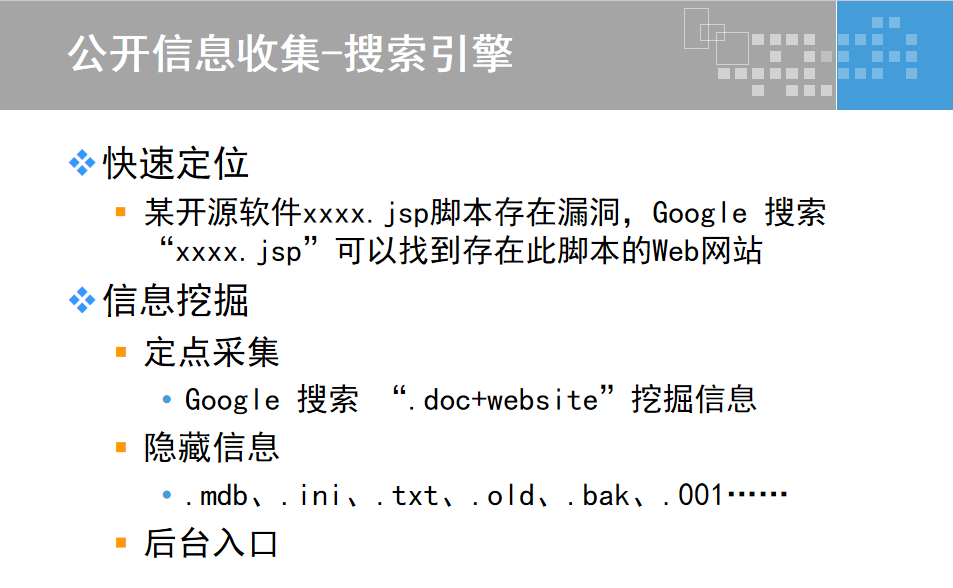 公开信息收集-搜索引擎
快速定位
某开源软件xxxx.jsp脚本存在漏洞，Google 搜索
“xxxx.jsp”可以找到存在此脚本的Web网站
信息挖掘
定点采集
Google 搜索 “.doc+website”挖掘信息
隐藏信息
.mdb、.ini、.txt、.old、.bak、.001……
后台入口